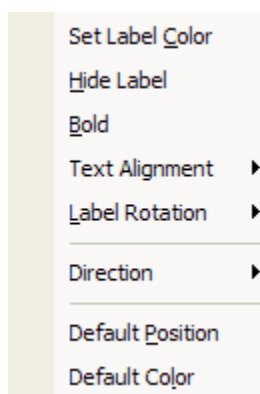 Set Label Color
Hide Label
Bold
Text Alignment
Label Rotation
Direction
Default Position
Default Color